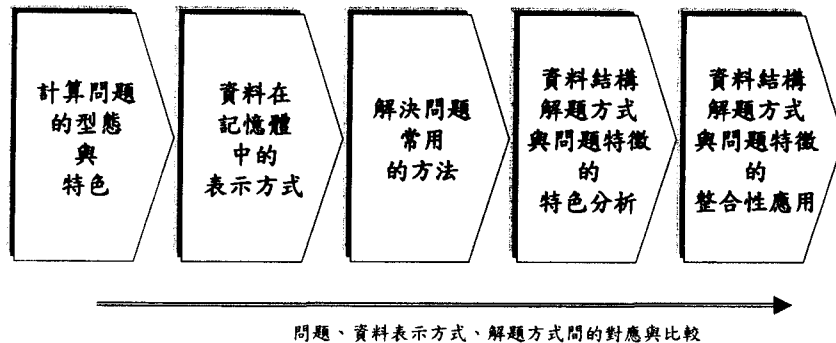 計算問題
的型態
與
特色
資料在
記憶體
中的
表示方式
解決問題
常用
的方法
資料結構
解題方式
與問題特徵
的
特色分析
資料結構
解題方式
與問題特徵
的
整合性應用
問題、資料表示方式、解題方式間的對應與比較